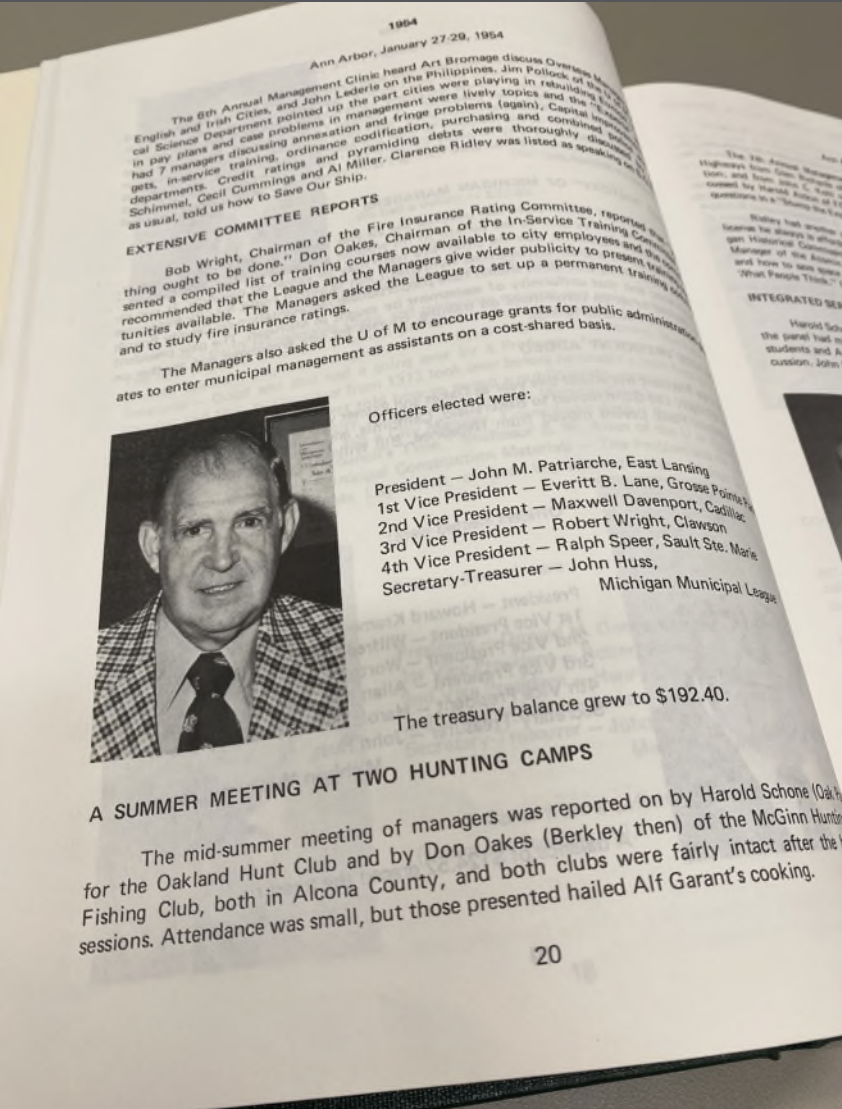 1954
Ann Arbor, January 27-29, 1954
The 6th Annual Management Clinic heard Art Bromage discuss Overseas
English and Irish Cities, and John Lederle on the Philippines. Jim Pollock of the U
cal Science Department pointed up the part cities were playing in rebuilding
in pay plans and case problems in management were lively topics and the
had 7 managers discussing annexation and fringe problems (again), Capital
gets, in-service training, ordinance codification, purchasing and combined
departments. Credit ratings and pyramiding debts were thoroughly
Schimmel, Cecil Cummings and Al Miller. Clarence Ridley was listed as speaking on
as usual, told us how to Save Our Ship.
EXTENSIVE COMMITTEE REPORTS
Bob Wright, Chairman of the Fire Insurance Rating Committee, reported
thing ought to be done." Don Oakes, Chairman of the In-Service Training
sented a compiled list of training courses now available to city employees and
recommended that the League and the Managers give wider publicity to present
tunities available. The Managers asked the League to set up a permanent training
and to study fire insurance ratings.
The Managers also asked the U of M to encourage grants for public
ates to enter municipal management as assistants on a cost-shared basis.
Officers elected were:
President — John M. Patriarche, East Lansing
1st Vice President — Everitt B. Lane, Grosse Pointe
2nd Vice President — Maxwell Davenport, Cadillac
3rd Vice President — Robert Wright, Clawson
4th Vice President — Ralph Speer, Sault Ste. Marie
Secretary-Treasurer — John Huss,
Michigan Municipal League
The treasury balance grew to $192.40.
A SUMMER MEETING AT TWO HUNTING CAMPS
The mid-summer meeting of managers was reported on by Harold Schone (Oak
for the Oakland Hunt Club and by Don Oakes (Berkley then) of the McGinn
Fishing Club, both in Alcona County, and both clubs were fairly intact after the
sessions. Attendance was small, but those presented hailed Alf Garant's cooking.
20
INTEGRATED
Harold
the panel had
students and
cussion. John